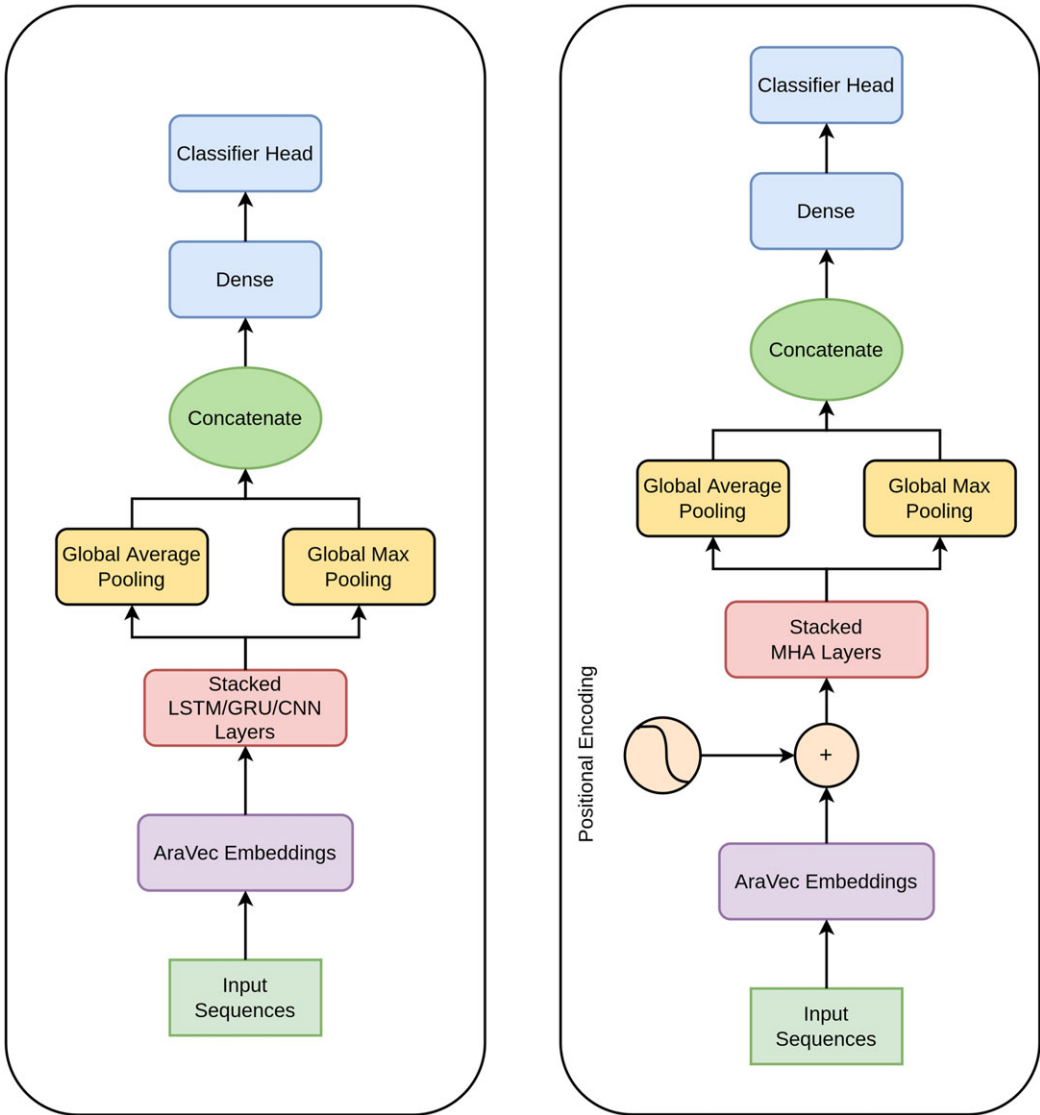 Classifier Head
Dense
Concatenate
Global Average
Pooling
Global Max
Pooling
Stacked
LSTM/GRU/CNN
Layers
AraVec Embeddings
Input
Sequences
Classifier Head
Dense
Concatenate
Global Average
Pooling
Global Max
Pooling
Stacked
MHA Layers
Positional Encoding
+
AraVec Embeddings
Input
Sequences